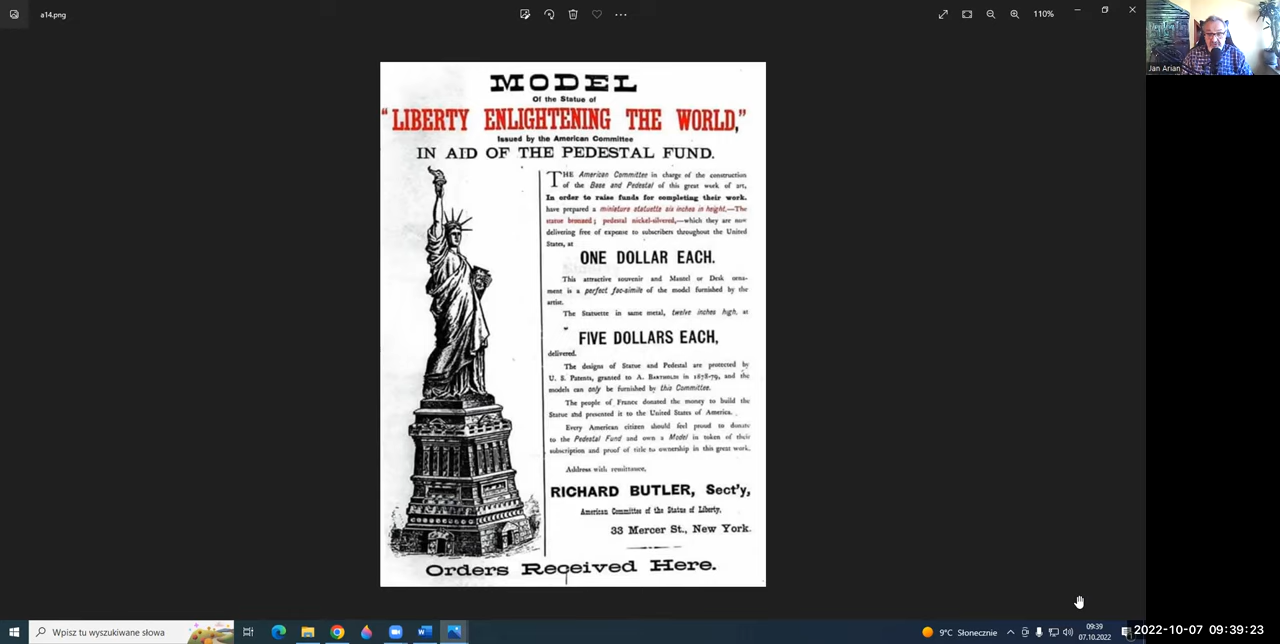 a14.png
110%
Jan Arian
MODEL
Of the Statue of
"LIBERTY ENLIGHTENING THE WORLD,"
Issued by the American Committee
IN AID OF THE PEDESTAL FUND.
THE American Committee in charge of the construction
of the Base and Pedestal of this great work of art,
In order to raise funds for completing their work,
have prepared a miniature statuette six inches in height,—The
statue bronzed; pedestal nickel-silvered,—which they are now
delivering free of expense to subscribers throughout the United
States, at
ONE DOLLAR EACH.
This attractive souvenir and Mantel or Desk orna-
ment is a perfect fac-simile of the model furnished by the
artist.
The Statuette in same metal, twelve inches high, at
FIVE DOLLARS EACH,
delivered.
The designs of Statue and Pedestal are protected by
U. S. Patents, granted to A. BARTHOLDI in 1878-79, and the
models can only be furnished by this Committee.
The people of France donated the money to build the
Statue and presented it to the United States of America.
Every American citizen should feel proud to donate
to the Pedestal Fund and own a Model in token of their
subscription and proof of title to ownership in this great work.
Address with remittance,
RICHARD BUTLER, Sect'y,
American Committee of the Statue of Liberty,
33 Mercer St., New York.
Orders Received Here.
Wpisz tu wyszukiwane słowa
9°C Słonecznie
09:39
07.10.2022
2022-10-07 09:39:23